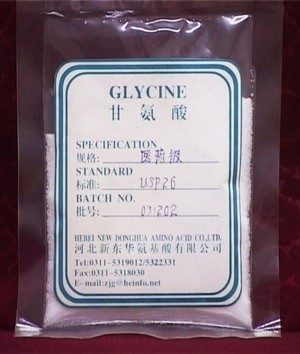 GLYCINE
甘氨酸
SPECIFICATION
规格: 医药级
STANDARD
标准: USP26
BATCH NO.
批号: 031202
HEBEI NEW DONGHUA AMINO ACID CO.,LTD.
河北新东华氨基酸有限公司
Tel:0311-5319012/5322331
Fax:0311-5318030
E-mail:zjg@heinfo.net